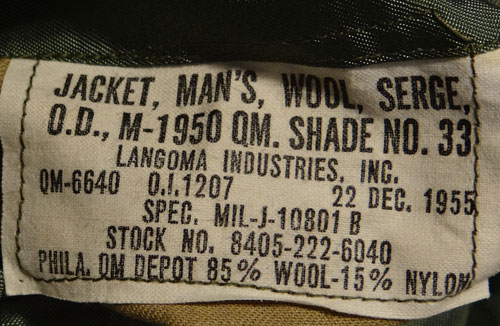 JACKET, MAN'S, WOOL, SERGE,
O.D., M-1950 QM. SHADE NO. 33
LANGOMA INDUSTRIES, INC.
QM-6640 O.I.1207 22 DEC. 1955
SPEC. MIL-J-10801 B
STOCK NO. 8405-222-6040
PHILA. QM DEPOT 85% WOOL-15% NYLON